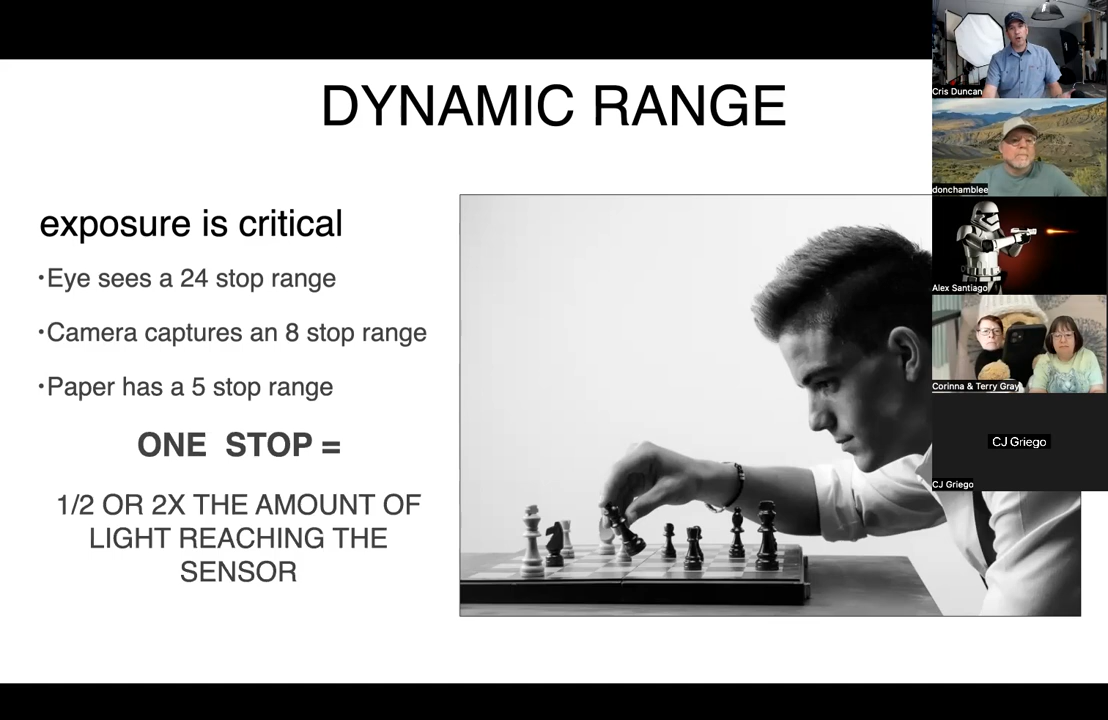 DYNAMIC RANGE
exposure is critical
•Eye sees a 24 stop range
•Camera captures an 8 stop range
•Paper has a 5 stop range
ONE STOP =
1/2 OR 2X THE AMOUNT OF
LIGHT REACHING THE
SENSOR
Cris Duncan
donchamblee
Alex Santiago
Corinna & Terry Gray
CJ Griego
CJ Griego